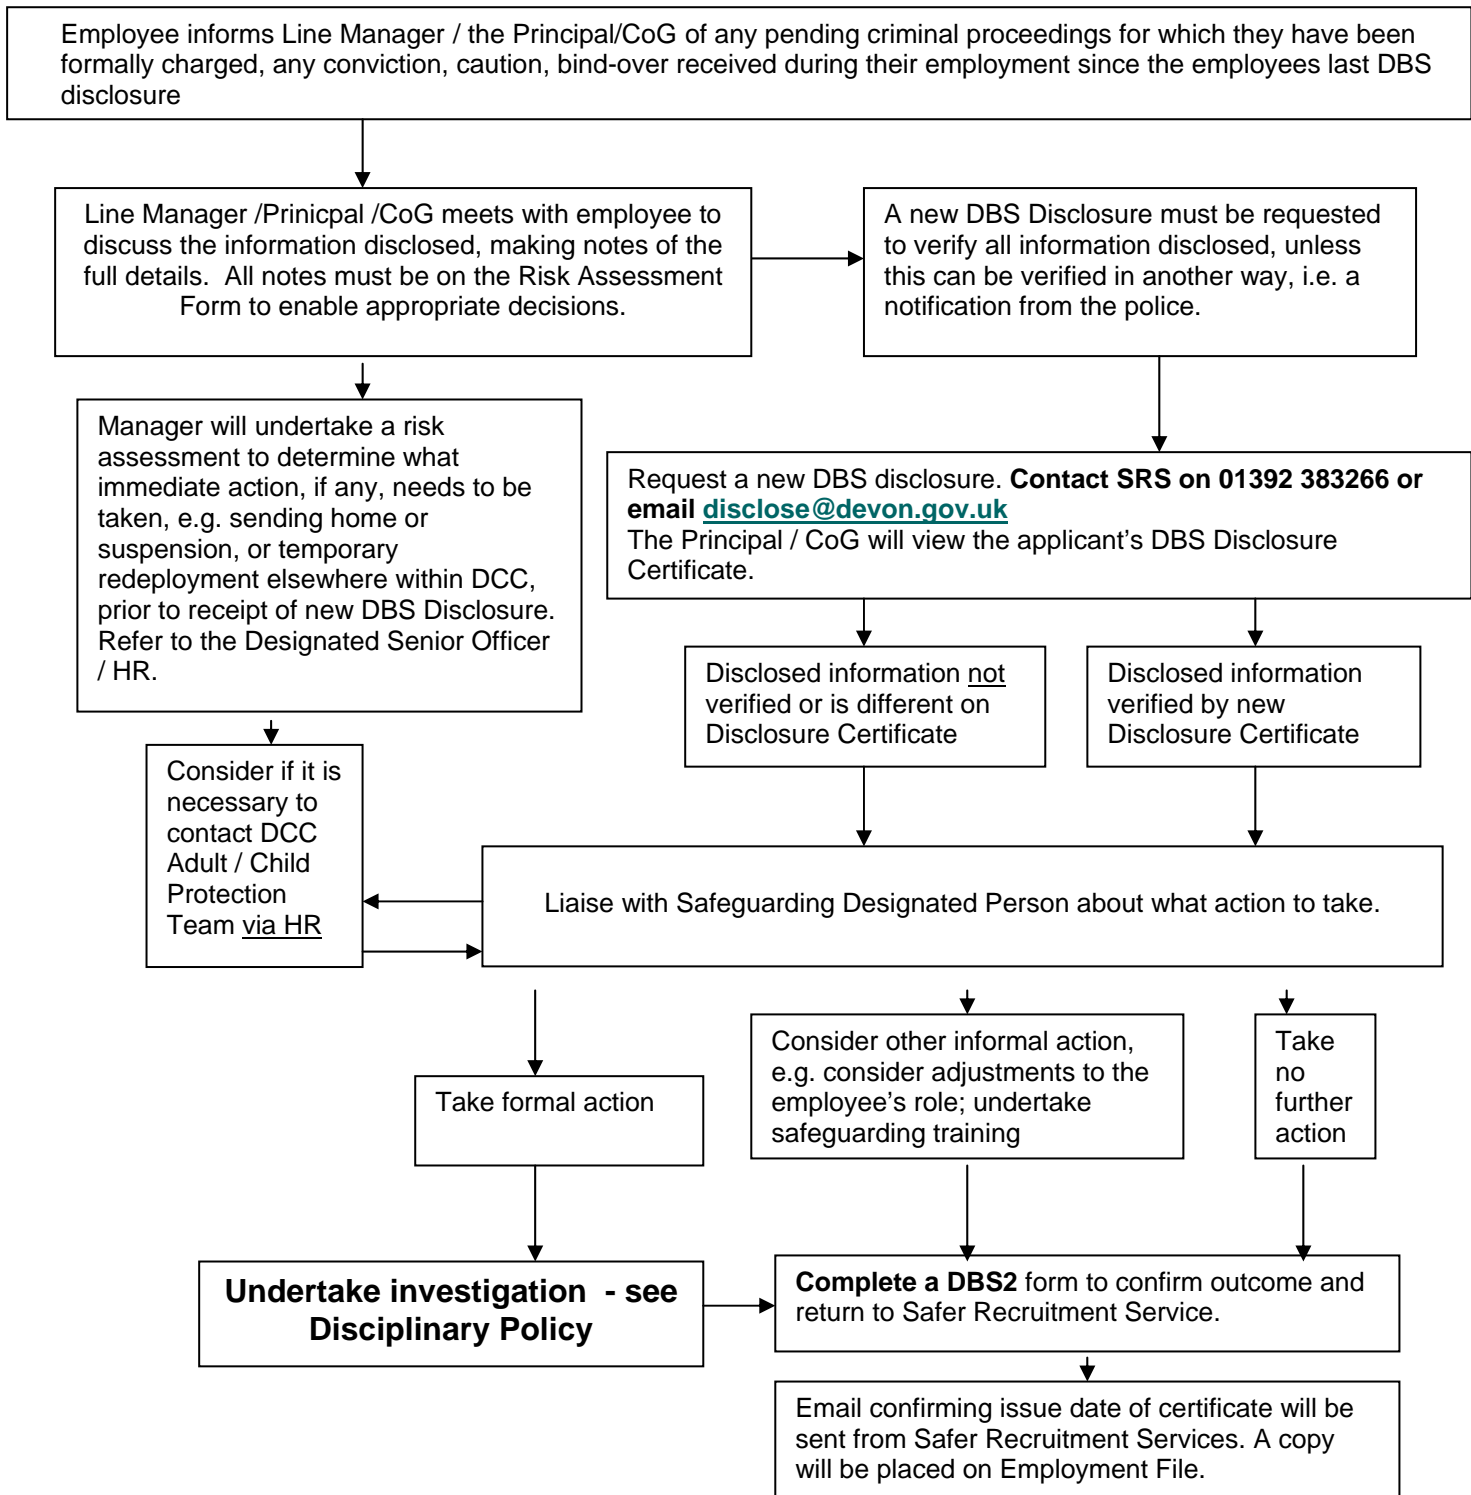 Employee informs Line Manager / the Principal/CoG of any pending criminal proceedings for which they have been
formally charged, any conviction, caution, bind-over received during their employment since the employees last DBS
disclosure
Line Manager /Prinicpal /CoG meets with employee to
discuss the information disclosed, making notes of the
full details.  All notes must be on the Risk Assessment
Form to enable appropriate decisions.
A new DBS Disclosure must be requested
to verify all information disclosed, unless
this can be verified in another way, i.e. a
notification from the police.
Manager will undertake a risk
assessment to determine what
immediate action, if any, needs to be
taken, e.g. sending home or
suspension, or temporary
redeployment elsewhere within DCC,
prior to receipt of new DBS Disclosure.
Refer to the Designated Senior Officer
/ HR.
Request a new DBS disclosure. Contact SRS on 01392 383266 or
email disclose@devon.gov.uk
The Principal / CoG will view the applicant's DBS Disclosure
Certificate.
Disclosed information not
verified or is different on
Disclosure Certificate
Disclosed information
verified by new
Disclosure Certificate
Consider if it is
necessary to
contact DCC
Adult / Child
Protection
Team via HR
Liaise with Safeguarding Designated Person about what action to take.
Take formal action
Consider other informal action,
e.g. consider adjustments to the
employee's role; undertake
safeguarding training
Take
no
further
action
Undertake investigation  - see
Disciplinary Policy
Complete a DBS2 form to confirm outcome and
return to Safer Recruitment Service.
Email confirming issue date of certificate will be
sent from Safer Recruitment Services. A copy
will be placed on Employment File.